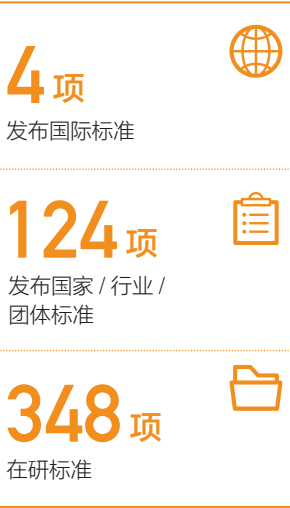 4 项
发布国际标准
124 项
发布国家 / 行业 /
团体标准
348 项
在研标准